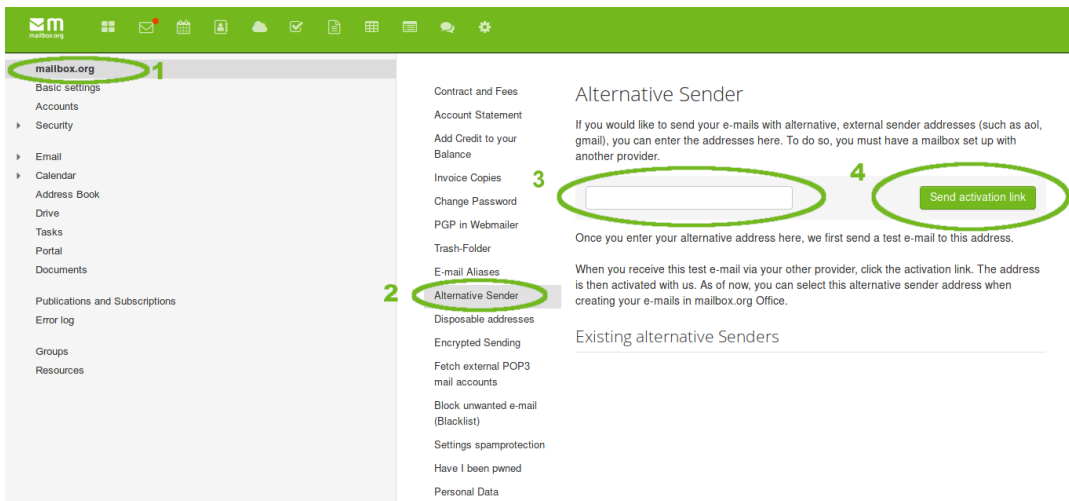 mailbox.org
mailbox.org
1
Basic settings
Accounts
Security
Email
Calendar
Address Book
Drive
Tasks
Portal
Documents
Publications and Subscriptions
Error log
Groups
Resources
Contract and Fees
Account Statement
Add Credit to your
Balance
Invoice Copies
Change Password
PGP in Webmailer
Trash-Folder
E-mail Aliases
2
Alternative Sender
Disposable addresses
Encrypted Sending
Fetch external POP3
mail accounts
Block unwanted e-mail
(Blacklist)
Settings spamprotection
Have I been pwned
Personal Data
Alternative Sender
If you would like to send your e-mails with alternative, external sender addresses (such as aol,
gmail), you can enter the addresses here. To do so, you must have a mailbox set up with
another provider.
3
4
Send activation link
Once you enter your alternative address here, we first send a test e-mail to this address.
When you receive this test e-mail via your other provider, click the activation link. The address
is then activated with us. As of now, you can select this alternative sender address when
creating your e-mails in mailbox.org Office.
Existing alternative Senders